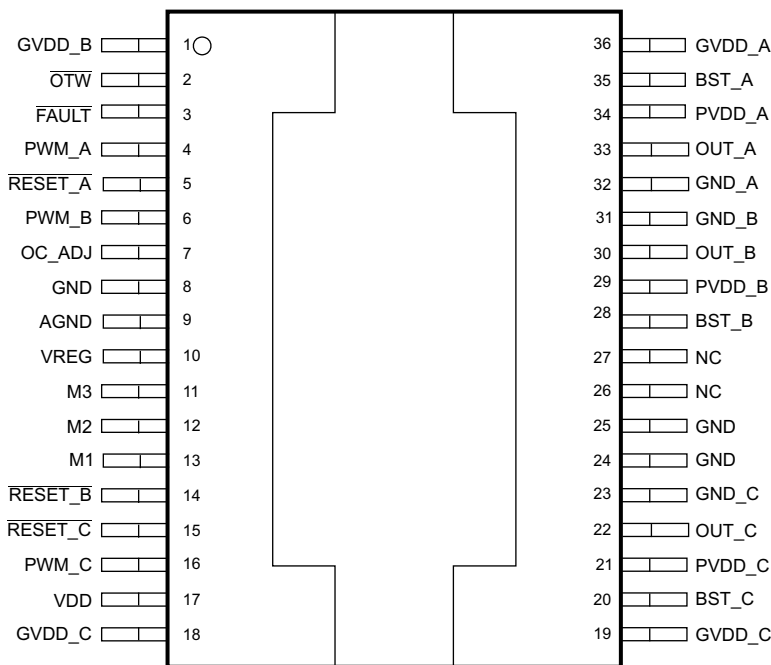 GVDD_B 1 36 GVDD_A
OTW 2 35 BST_A
FAULT 3 34 PVDD_A
PWM_A 4 33 OUT_A
RESET_A 5 32 GND_A
PWM_B 6 31 GND_B
OC_ADJ 7 30 OUT_B
GND 8 29 PVDD_B
AGND 9 28 BST_B
VREG 10 27 NC
M3 11 26 NC
M2 12 25 GND
M1 13 24 GND
RESET_B 14 23 GND_C
RESET_C 15 22 OUT_C
PWM_C 16 21 PVDD_C
VDD 17 20 BST_C
GVDD_C 18 19 GVDD_C